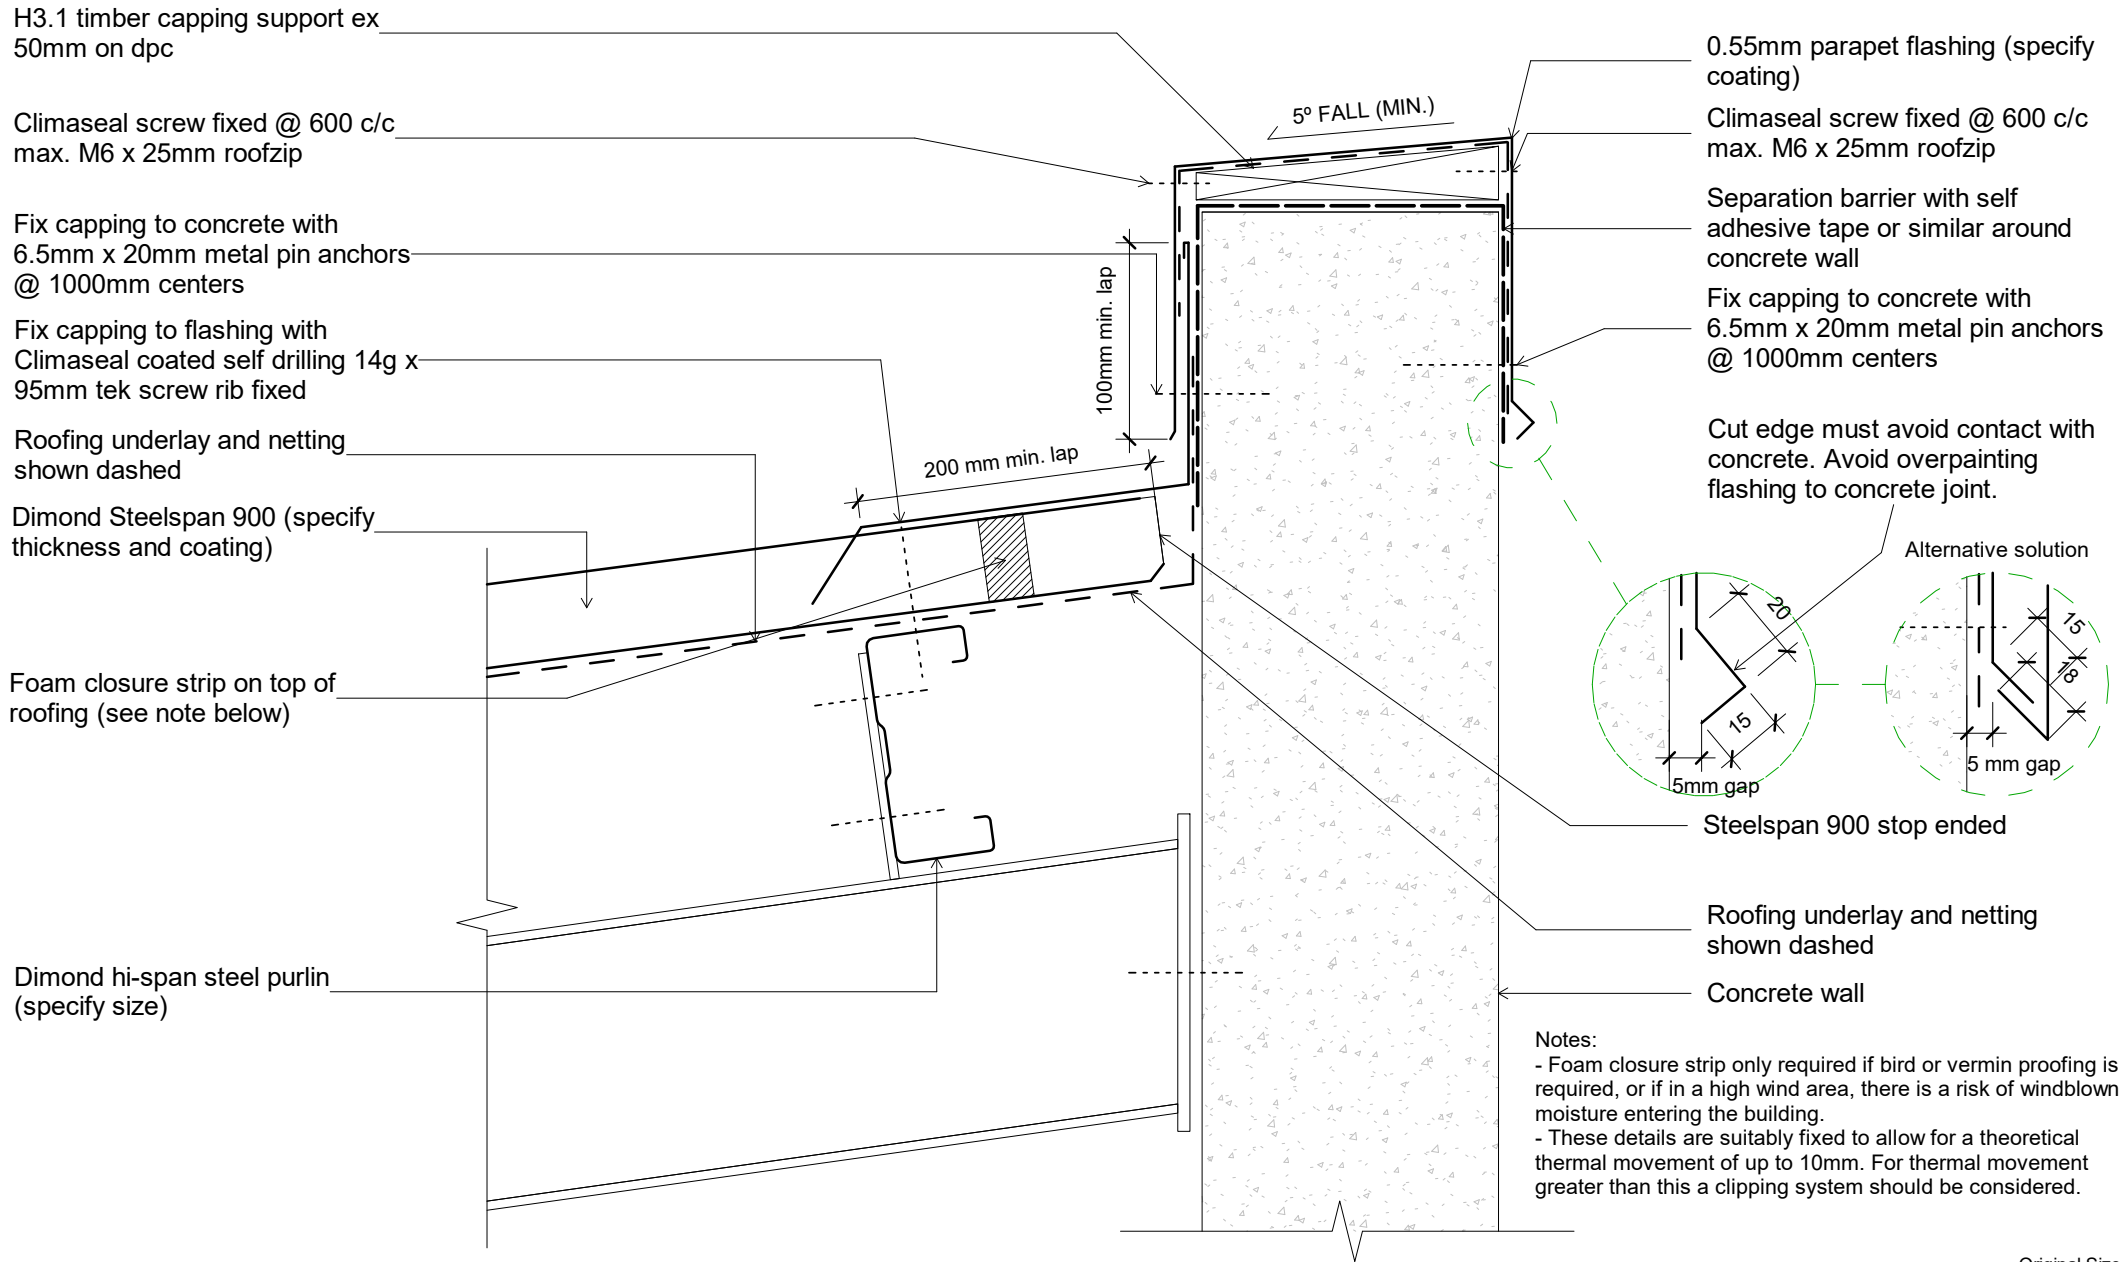 H3.1 timber capping support ex
50mm on dpc
Climaseal screw fixed @ 600 c/c
max. M6 x 25mm roofzip
Fix capping to concrete with
6.5mm x 20mm metal pin anchors
@ 1000mm centers
Fix capping to flashing with
Climaseal coated self drilling 14g x
95mm tek screw rib fixed
Roofing underlay and netting
shown dashed
Dimond Steelspan 900 (specify
thickness and coating)
Foam closure strip on top of
roofing (see note below)
Dimond hi-span steel purlin
(specify size)
5º FALL (MIN.)
100mm min. lap
200 mm min. lap
0.55mm parapet flashing (specify
coating)
Climaseal screw fixed @ 600 c/c
max. M6 x 25mm roofzip
Separation barrier with self
adhesive tape or similar around
concrete wall
Fix capping to concrete with
6.5mm x 20mm metal pin anchors
@ 1000mm centers
Cut edge must avoid contact with
concrete. Avoid overpainting
flashing to concrete joint.
Alternative solution
20
15
5mm gap
15
18
5 mm gap
Steelspan 900 stop ended
Roofing underlay and netting
shown dashed
Concrete wall
Notes:
- Foam closure strip only required if bird or vermin proofing is
required, or if in a high wind area, there is a risk of windblown
moisture entering the building.
- These details are suitably fixed to allow for a theoretical
thermal movement of up to 10mm. For thermal movement
greater than this a clipping system should be considered.
Original Size